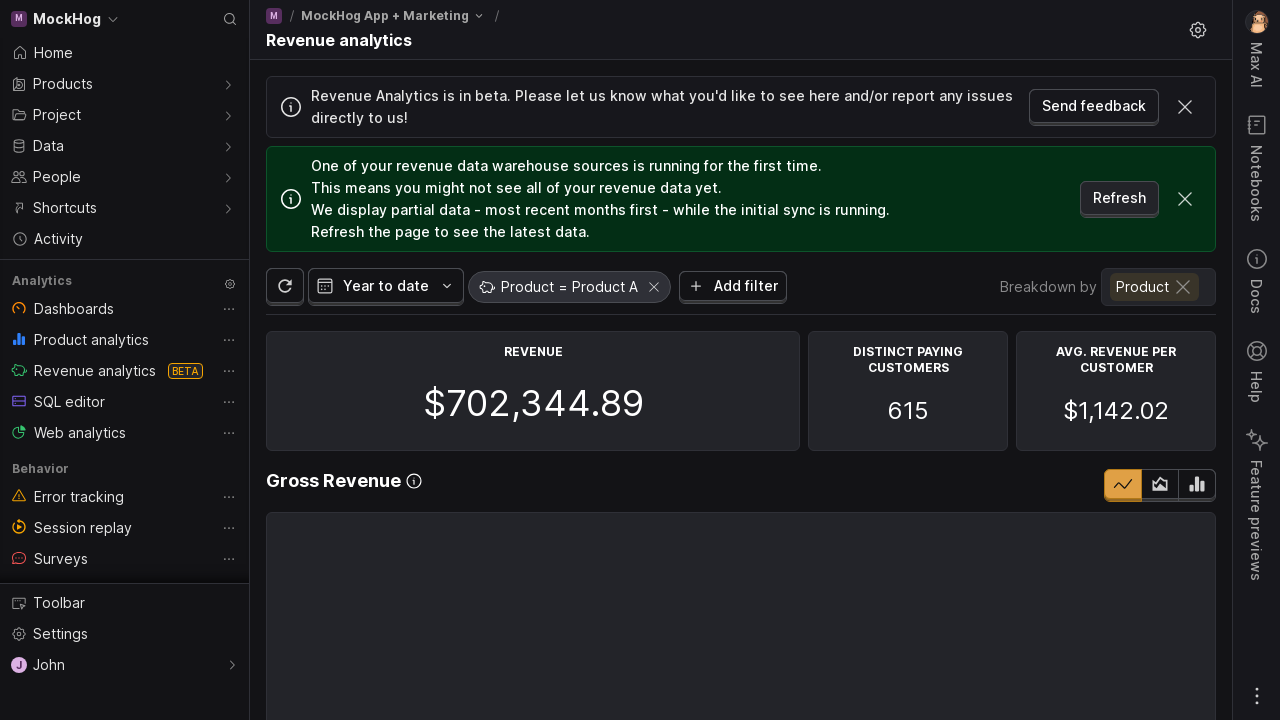 M MockHog
Home
Products
Project
Data
People
Shortcuts
Activity
Analytics
Dashboards
Product analytics
Revenue analytics BETA
SQL editor
Web analytics
Behavior
Error tracking
Session replay
Surveys
Toolbar
Settings
J John
M / MockHog App + Marketing /
Revenue analytics
Revenue Analytics is in beta. Please let us know what you'd like to see here and/or report any issues
directly to us!
Send feedback
One of your revenue data warehouse sources is running for the first time.
This means you might not see all of your revenue data yet.
We display partial data - most recent months first - while the initial sync is running.
Refresh the page to see the latest data.
Refresh
Year to date
Product = Product A
Add filter
Breakdown by
Product
REVENUE
$702,344.89
DISTINCT PAYING
CUSTOMERS
615
AVG. REVENUE PER
CUSTOMER
$1,142.02
Gross Revenue
Max AI
Notebooks
Docs
Help
Feature previews